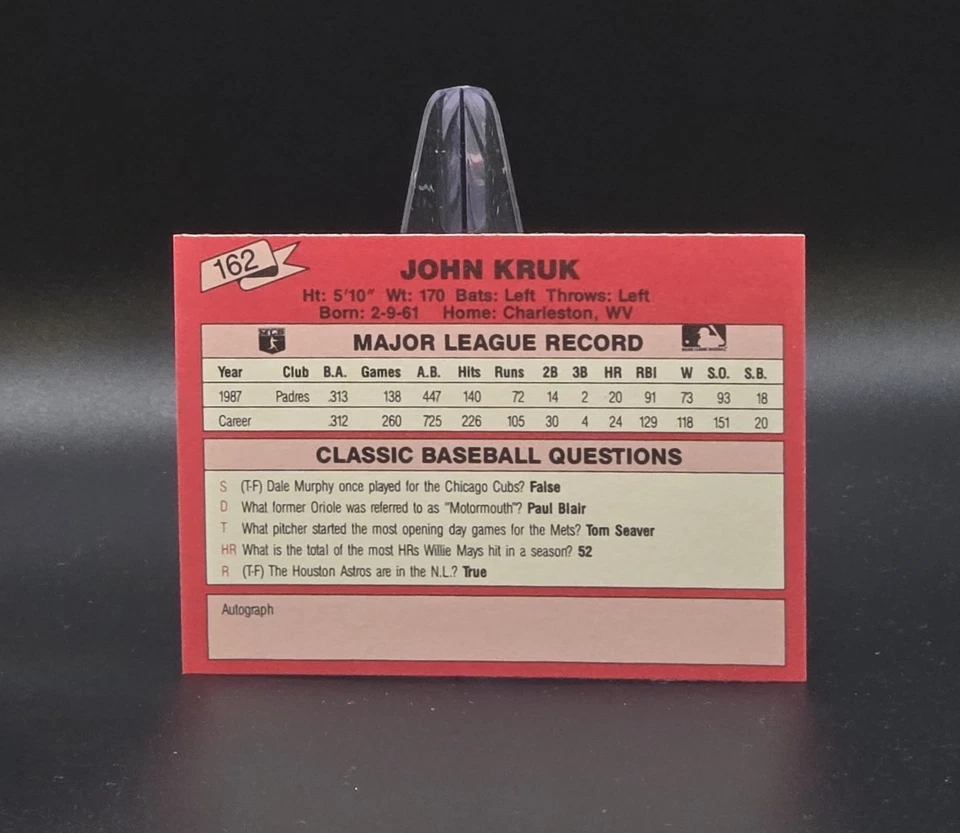 162
JOHN KRUK
Ht: 5'10" Wt: 170 Bats: Left Throws: Left
Born: 2-9-61 Home: Charleston, WV
MAJOR LEAGUE RECORD
Year Club B.A. Games A.B. Hits Runs 2B 3B HR RBI W S.O. S.B.
1987 Padres .313 138 447 140 72 14 2 20 91 73 93 18
Career .312 260 725 226 105 30 4 24 129 118 151 20
CLASSIC BASEBALL QUESTIONS
S (T-F) Dale Murphy once played for the Chicago Cubs? False
D What former Oriole was referred to as "Motormouth"? Paul Blair
T What pitcher started the most opening day games for the Mets? Tom Seaver
HR What is the total of the most HRs Willie Mays hit in a season? 52
R (T-F) The Houston Astros are in the N.L.? True
Autograph